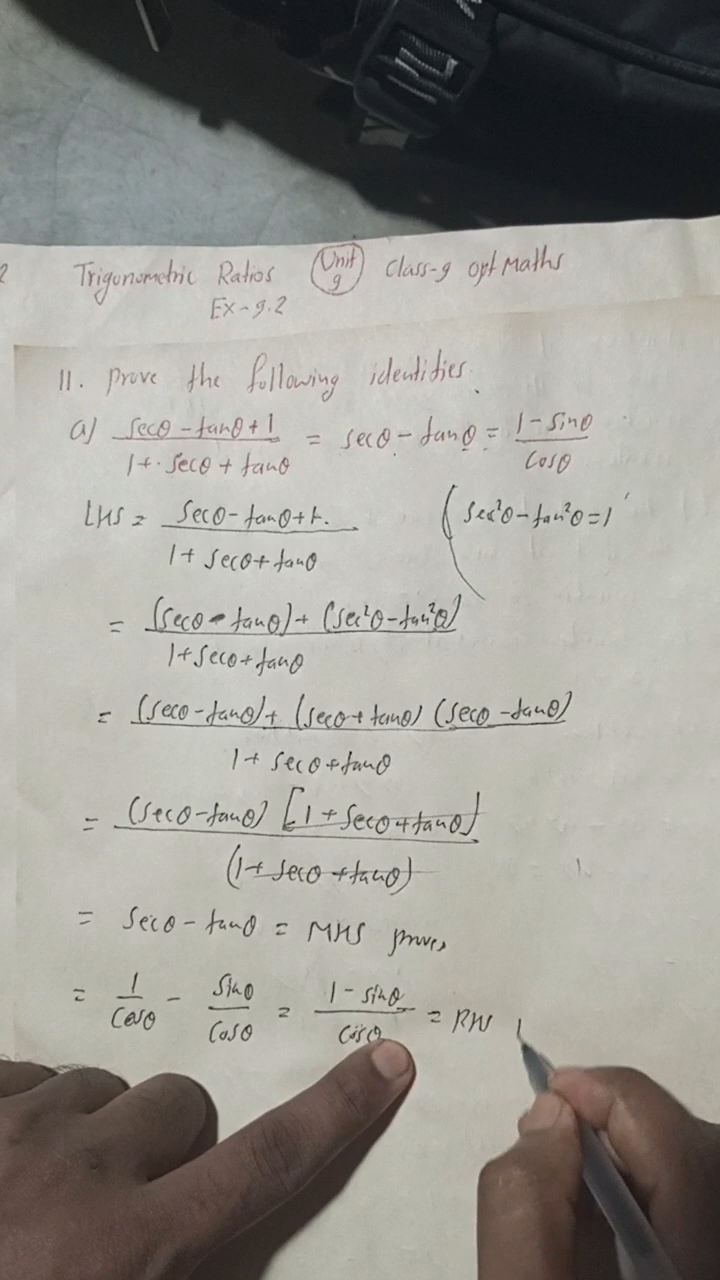 2 Trigonometric Ratios Unit 9 Class-9 opt Maths
Ex-9.2
11. prove the following identities.
a) (secθ - tanθ + 1)/(1 + secθ + tanθ) = secθ - tanθ = (1 - sinθ)/(cosθ)
LHS = (secθ - tanθ + 1)/(1 + secθ + tanθ) (sec²θ - tan²θ = 1
= ((secθ - tanθ) + (sec²θ - tan²θ))/(1 + secθ + tanθ)
= ((secθ - tanθ) + (secθ + tanθ) (secθ - tanθ))/(1 + secθ + tanθ)
= ((secθ - tanθ) [1 + secθ + tanθ])/((1 + secθ + tanθ))
= secθ - tanθ = MHS prove,
= 1/cosθ - sinθ/cosθ = (1 - sinθ)/cosθ = RHS